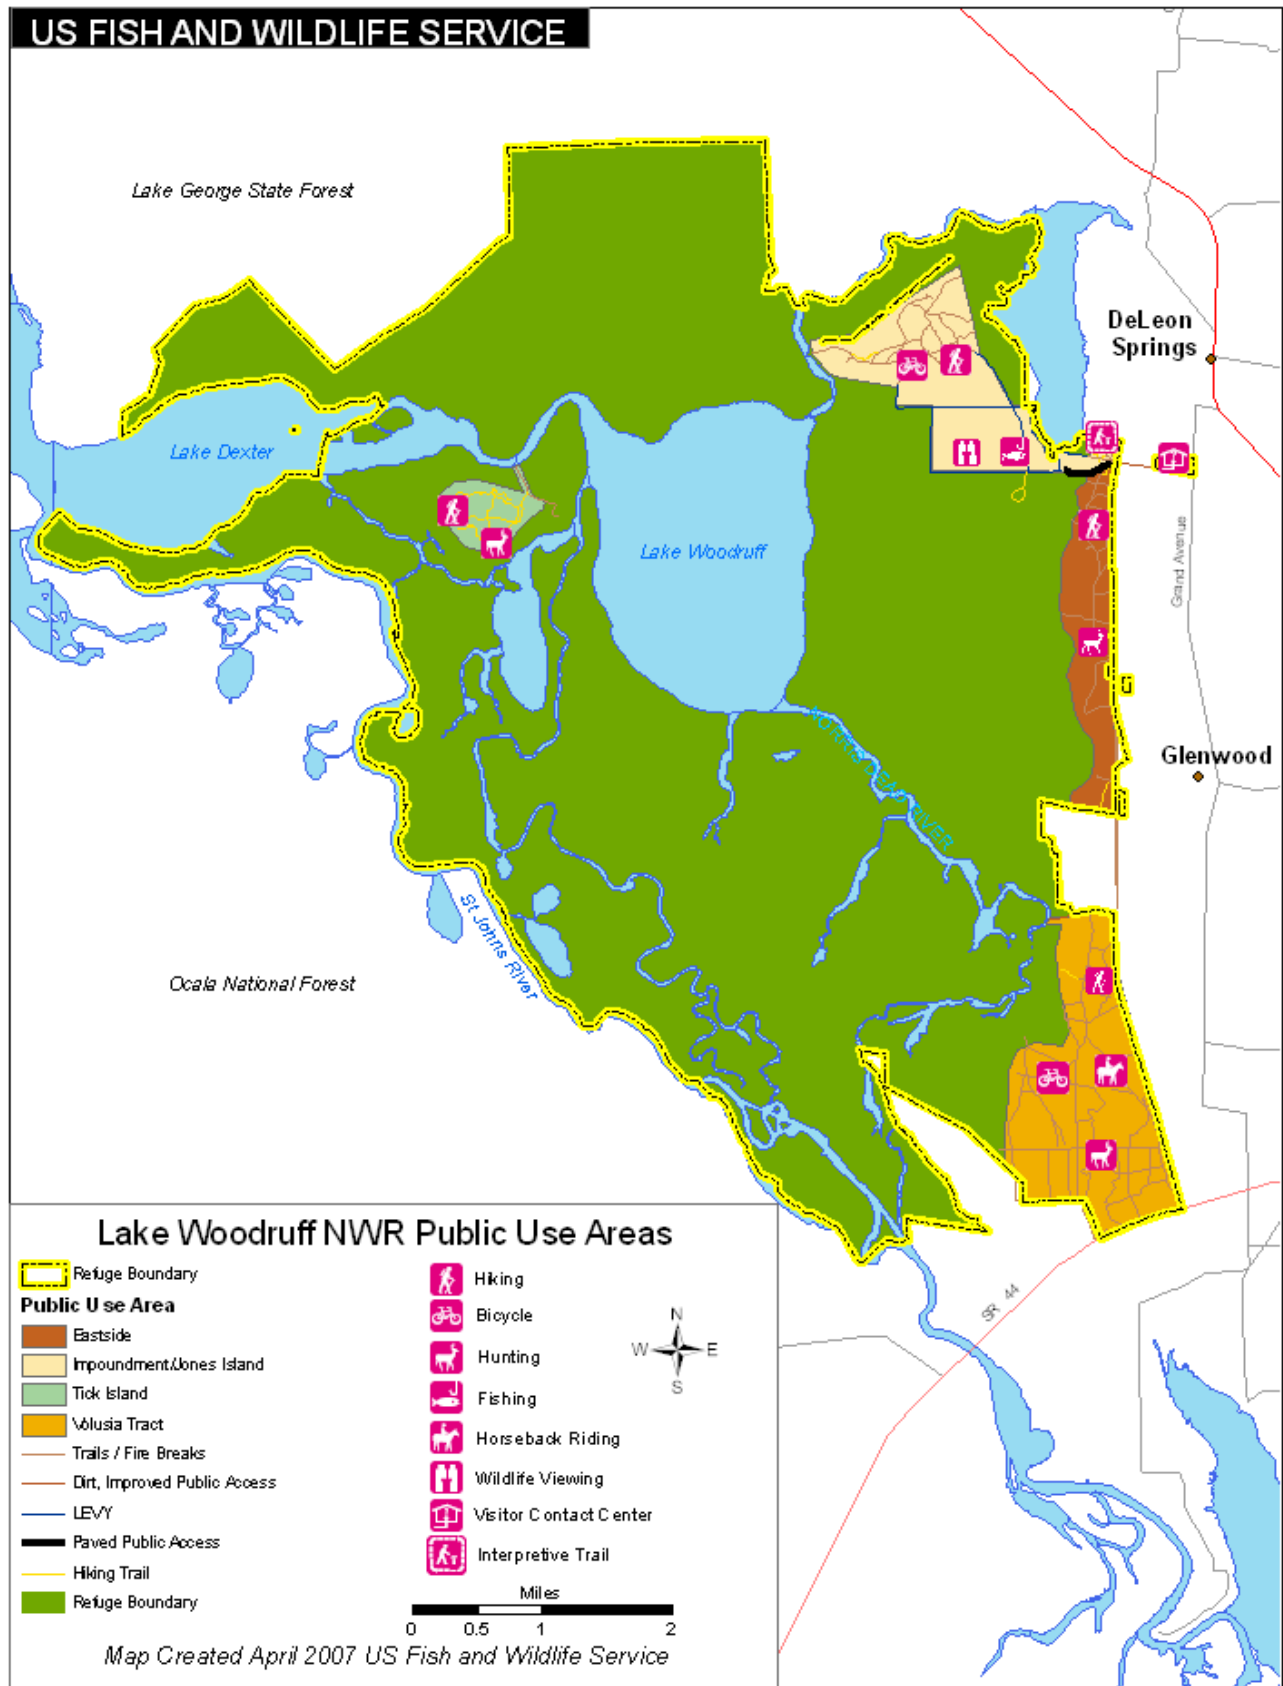 US FISH AND WILDLIFE SERVICE
Lake George State Forest
DeLeon
Springs
Lake Dexter
Lake Woodruff
Grand Avenue
NORRIS DEAD RIVER
Glenwood
St Johns River
Ocala National Forest
SR 44
Lake Woodruff NWR Public Use Areas
Refuge Boundary
Public Use Area
Eastside
Impoundment/Jones Island
Tick Island
Volusia Tract
Trails / Fire Breaks
Dirt, Improved Public Access
LEVY
Paved Public Access
Hiking Trail
Refuge Boundary
Hiking
Bicycle
Hunting
Fishing
Horseback Riding
Wildlife Viewing
Visitor Contact Center
Interpretive Trail
N
W E
S
Miles
0 0.5 1 2
Map Created April 2007 US Fish and Wildlife Service